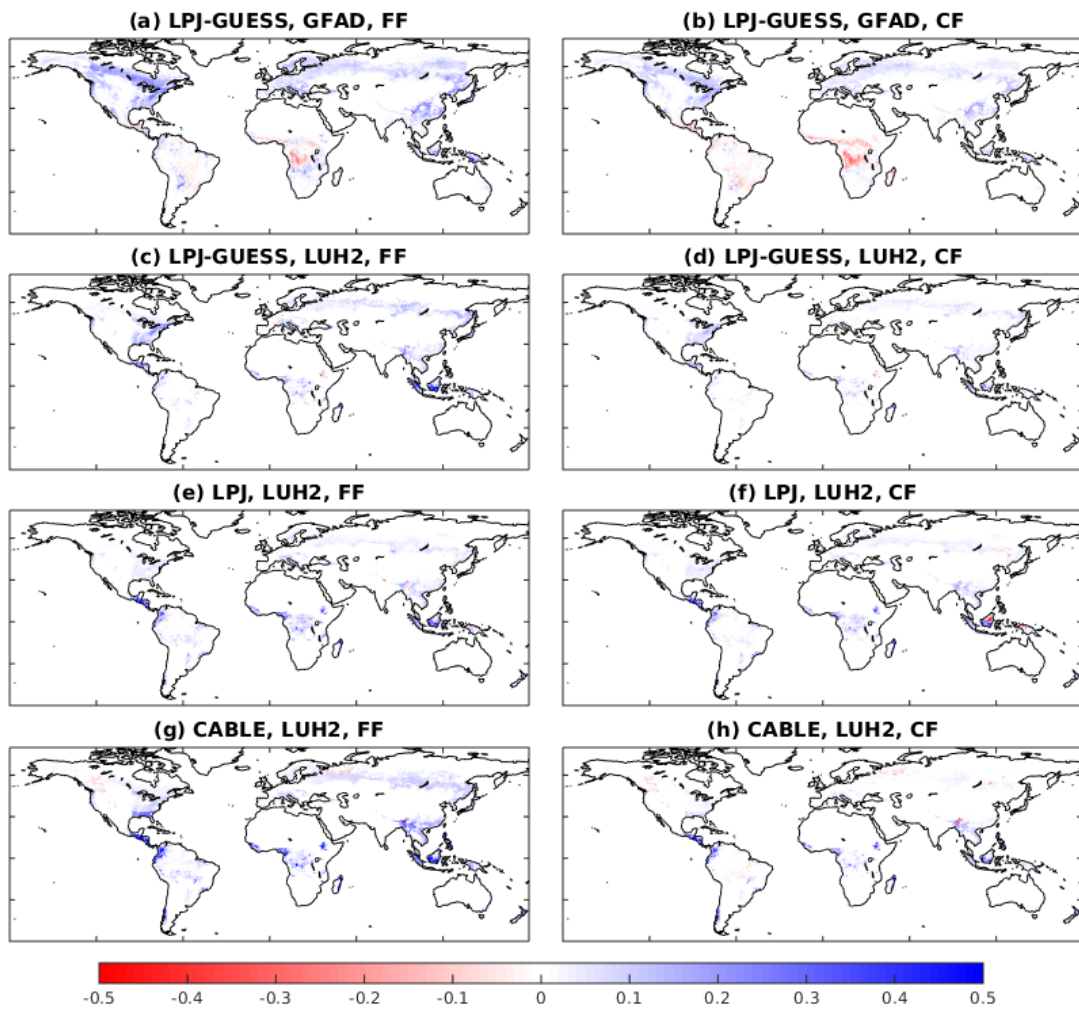 (a) LPJ-GUESS, GFAD, FF
(b) LPJ-GUESS, GFAD, CF
(c) LPJ-GUESS, LUH2, FF
(d) LPJ-GUESS, LUH2, CF
(e) LPJ, LUH2, FF
(f) LPJ, LUH2, CF
(g) CABLE, LUH2, FF
(h) CABLE, LUH2, CF
-0.5 -0.4 -0.3 -0.2 -0.1 0 0.1 0.2 0.3 0.4 0.5